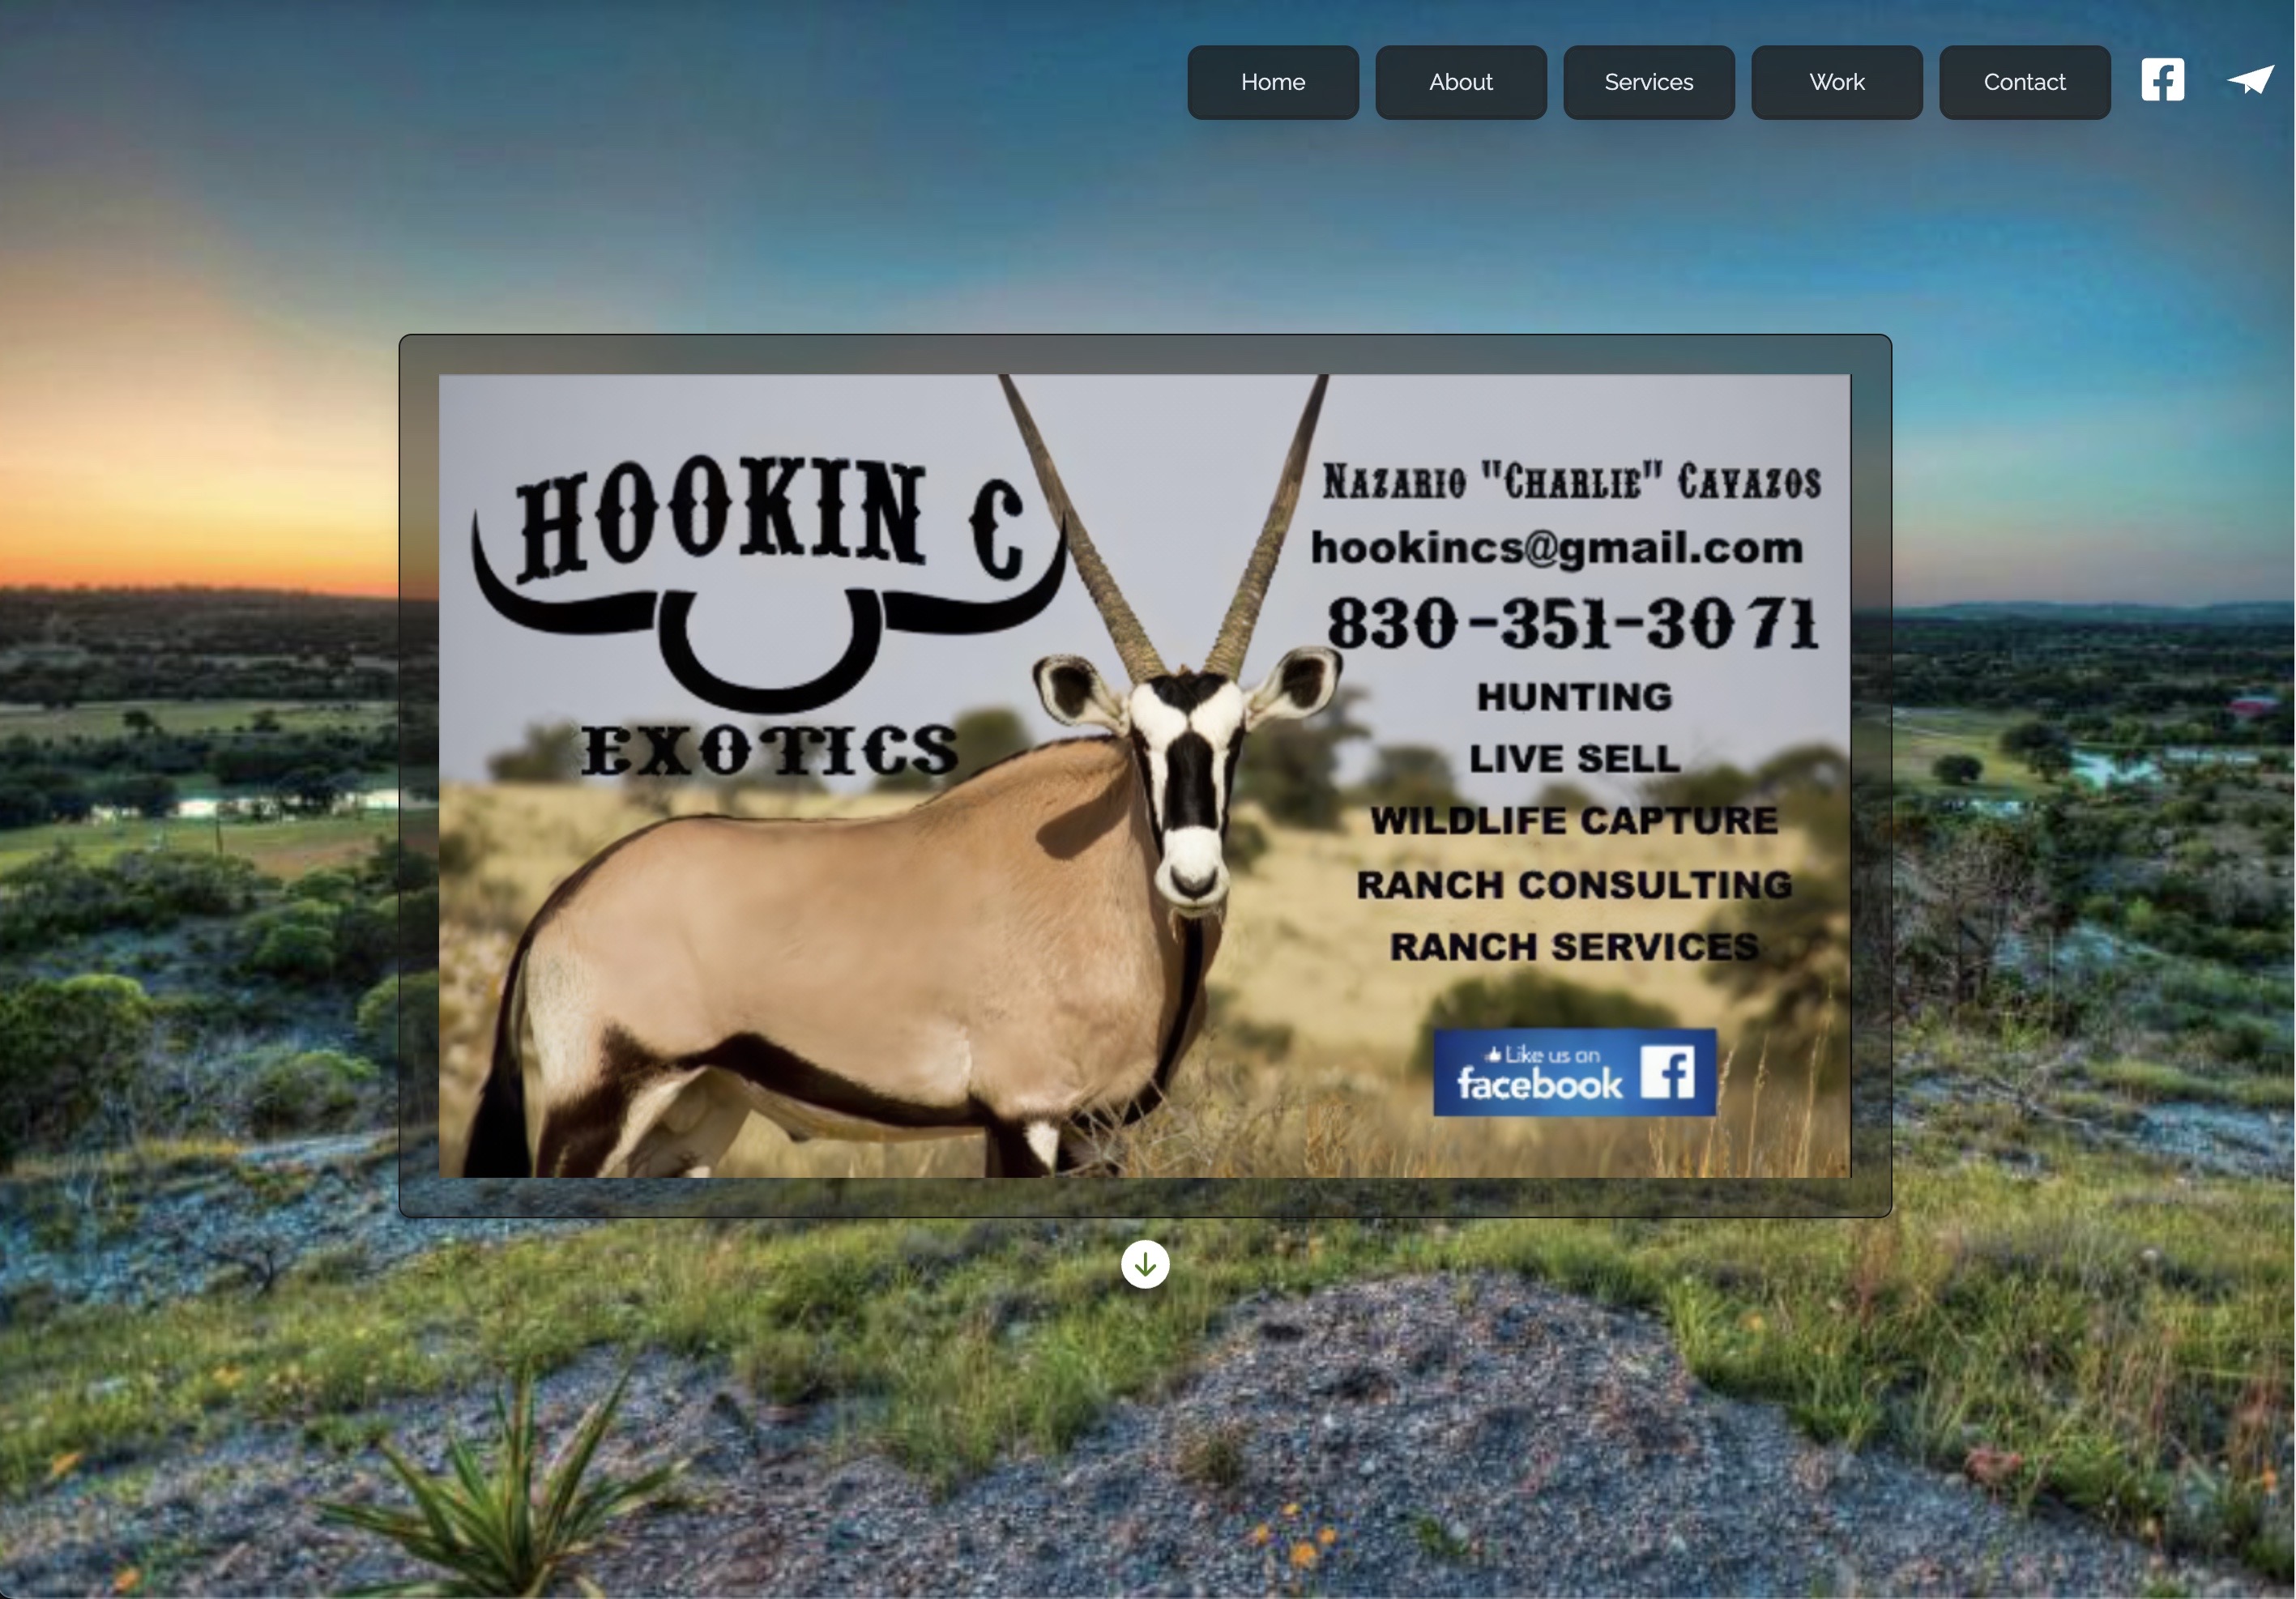 Home About Services Work Contact
HOOKIN C
EXOTICS
NAZARIO "CHARLIE" CAVAZOS
hookincs@gmail.com
830-351-3071
HUNTING
LIVE SELL
WILDLIFE CAPTURE
RANCH CONSULTING
RANCH SERVICES
Like us on
facebook